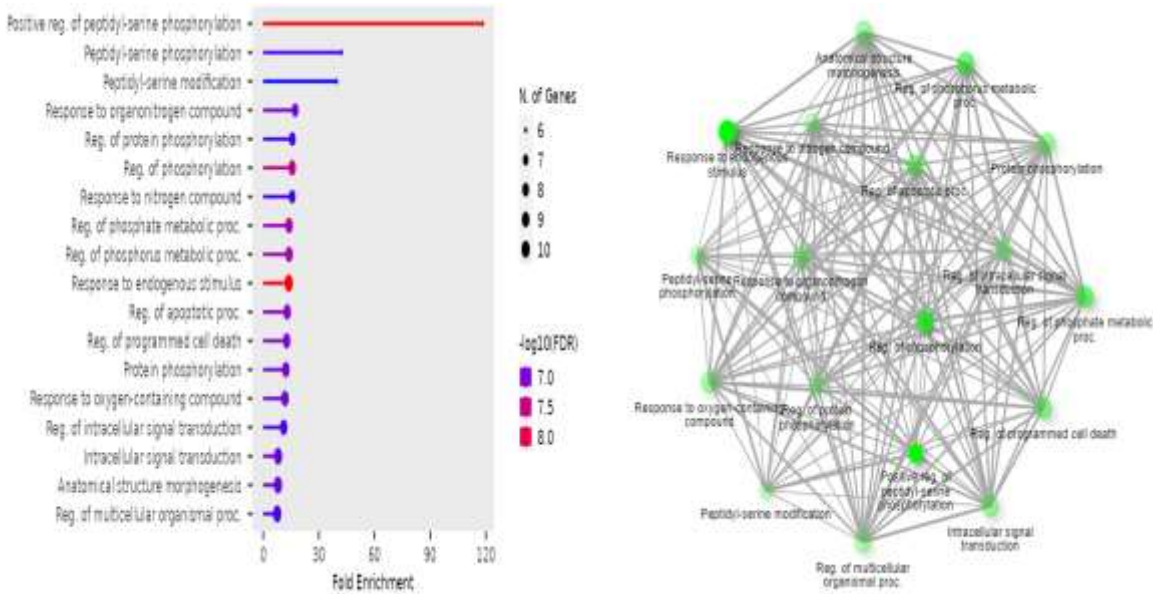 Positive reg. of peptidyl-serine phosphorylation
Peptidyl-serine phosphorylation
Peptidyl-serine modification
Response to organonitrogen compound
Reg. of protein phosphorylation
Reg. of phosphorylation
Response to nitrogen compound
Reg. of phosphate metabolic proc.
Reg. of phosphorus metabolic proc.
Response to endogenous stimulus
Reg. of apoptotic proc.
Reg. of programmed cell death
Protein phosphorylation
Response to oxygen-containing compound
Reg. of intracellular signal transduction
Intracellular signal transduction
Anatomical structure morphogenesis
Reg. of multicellular organismal proc.
0 30 60 90 120
Fold Enrichment
N. of Genes
6
7
8
9
10
-log10(FDR)
7.0
7.5
8.0
Anatomical structure
morphogenesis
Reg. of phosphorus metabolic
proc.
Response to endogenous
stimulus
Response to nitrogen compound
Protein phosphorylation
Reg. of apoptotic proc.
Peptidyl-serine
phosphorylation
Response to organonitrogen
compound
Reg. of intracellular signal
transduction
Reg. of phosphate metabolic
proc.
Reg. of phosphorylation
Response to oxygen-containing
compound
Reg. of protein
phosphorylation
Reg. of programmed cell death
Positive reg. of
peptidyl-serine
phosphorylation
Peptidyl-serine modification
Intracellular signal
transduction
Reg. of multicellular
organismal proc.